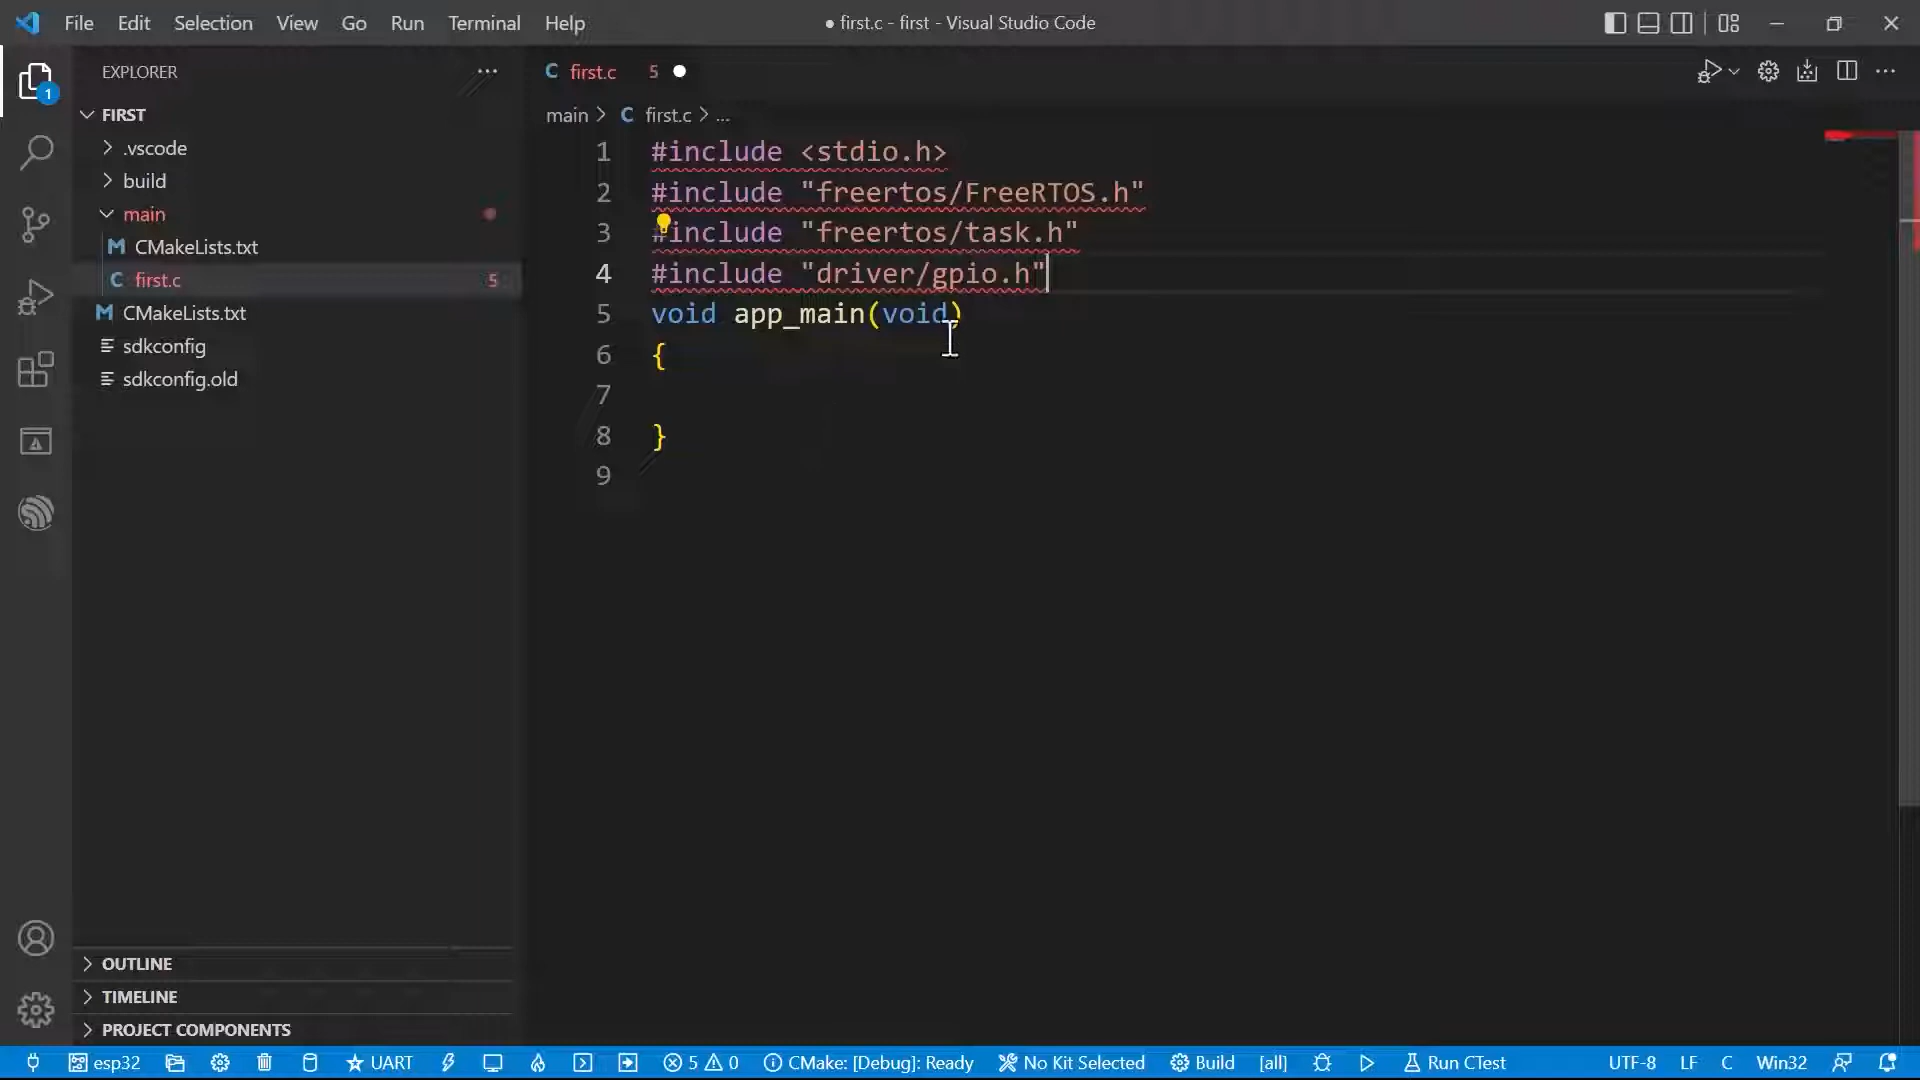 File Edit Selection View Go Run Terminal Help
● first.c - first - Visual Studio Code
EXPLORER
FIRST
.vscode
build
main
M CMakeLists.txt
C first.c 5
M CMakeLists.txt
sdkconfig
sdkconfig.old
OUTLINE
TIMELINE
PROJECT COMPONENTS
1
C first.c 5
main > C first.c > ...
1 #include <stdio.h>
2 #include "freertos/FreeRTOS.h"
3 #include "freertos/task.h"
4 #include "driver/gpio.h"
5 void app_main(void)
6 {
7
8 }
9
esp32 UART 5 0 CMake: [Debug]: Ready No Kit Selected Build [all] Run CTest UTF-8 LF C Win32